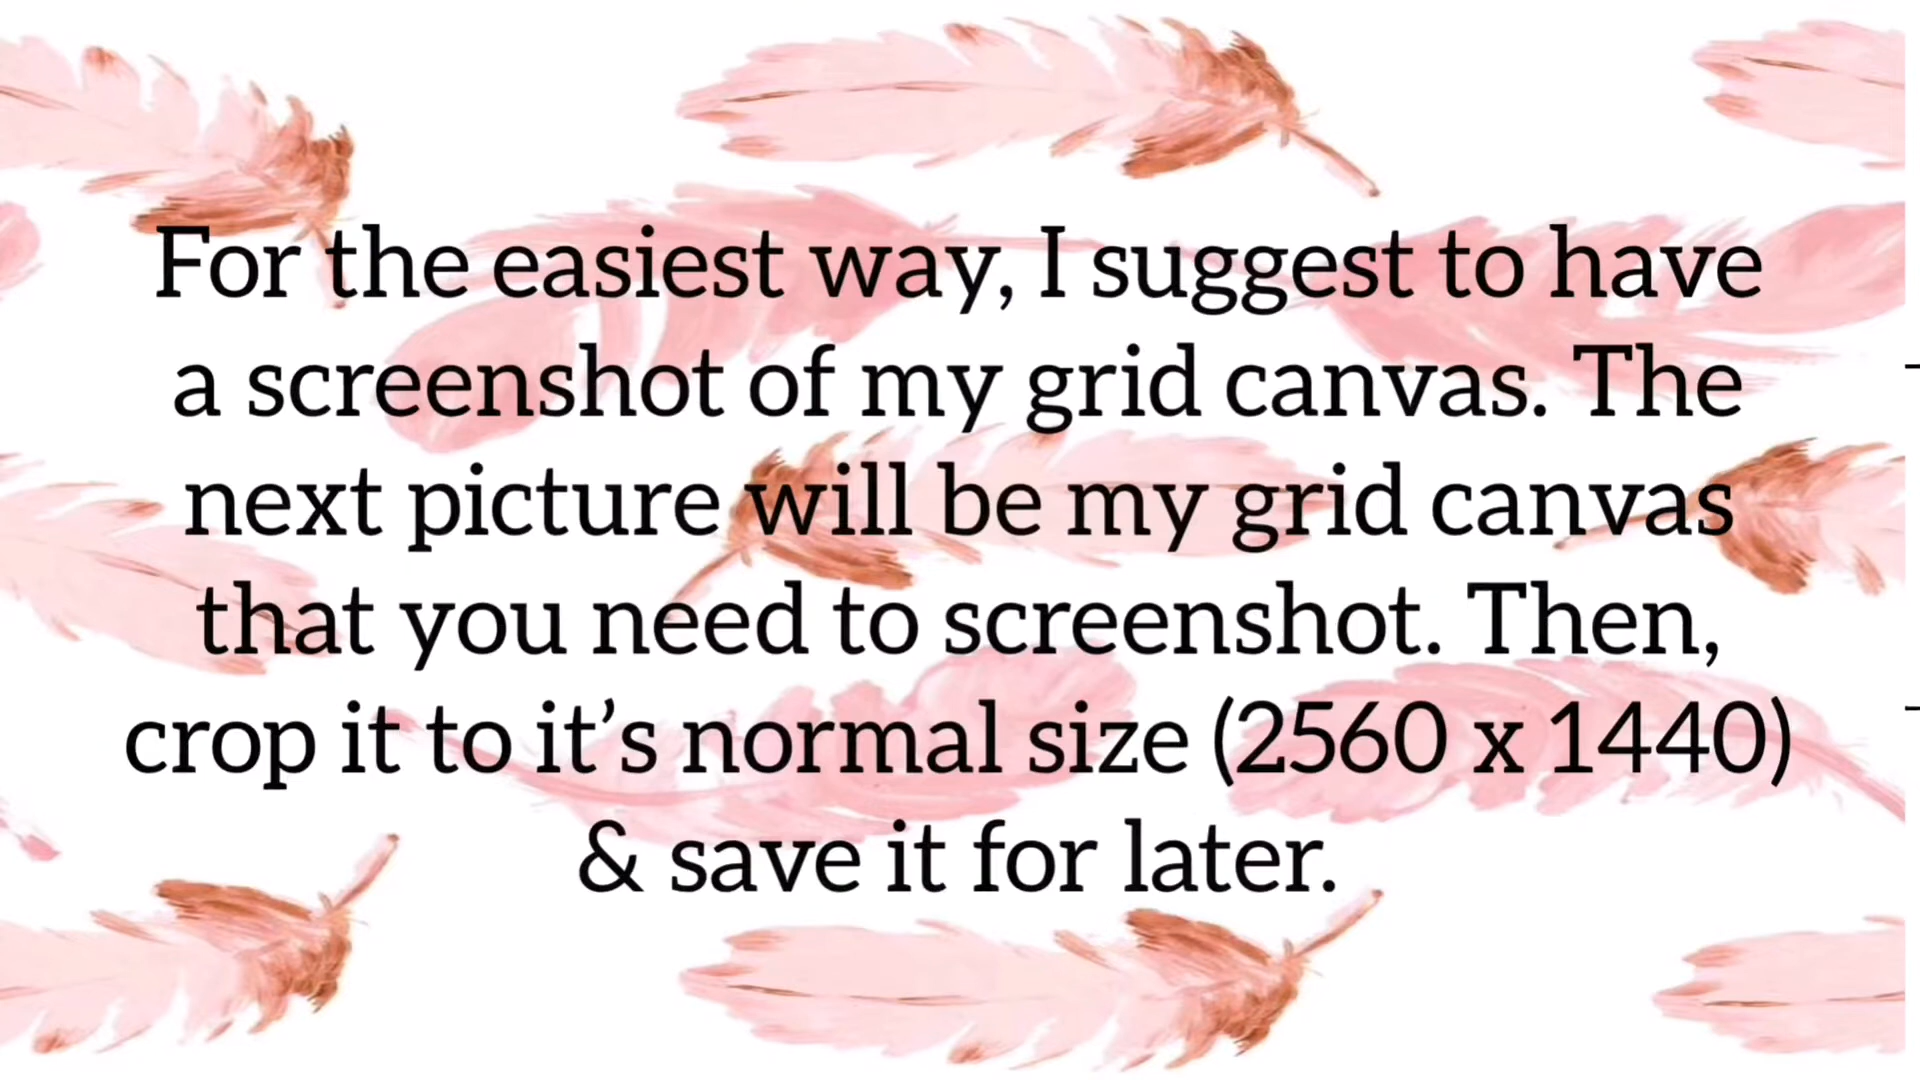 For the easiest way, I suggest to have
a screenshot of my grid canvas. The
next picture will be my grid canvas
that you need to screenshot. Then,
crop it to it’s normal size (2560 x 1440)
& save it for later.